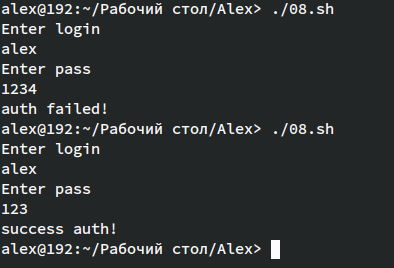 alex@192:~/Рабочий стол/Alex> ./08.sh
Enter login
alex
Enter pass
1234
auth failed!
alex@192:~/Рабочий стол/Alex> ./08.sh
Enter login
alex
Enter pass
123
success auth!
alex@192:~/Рабочий стол/Alex>